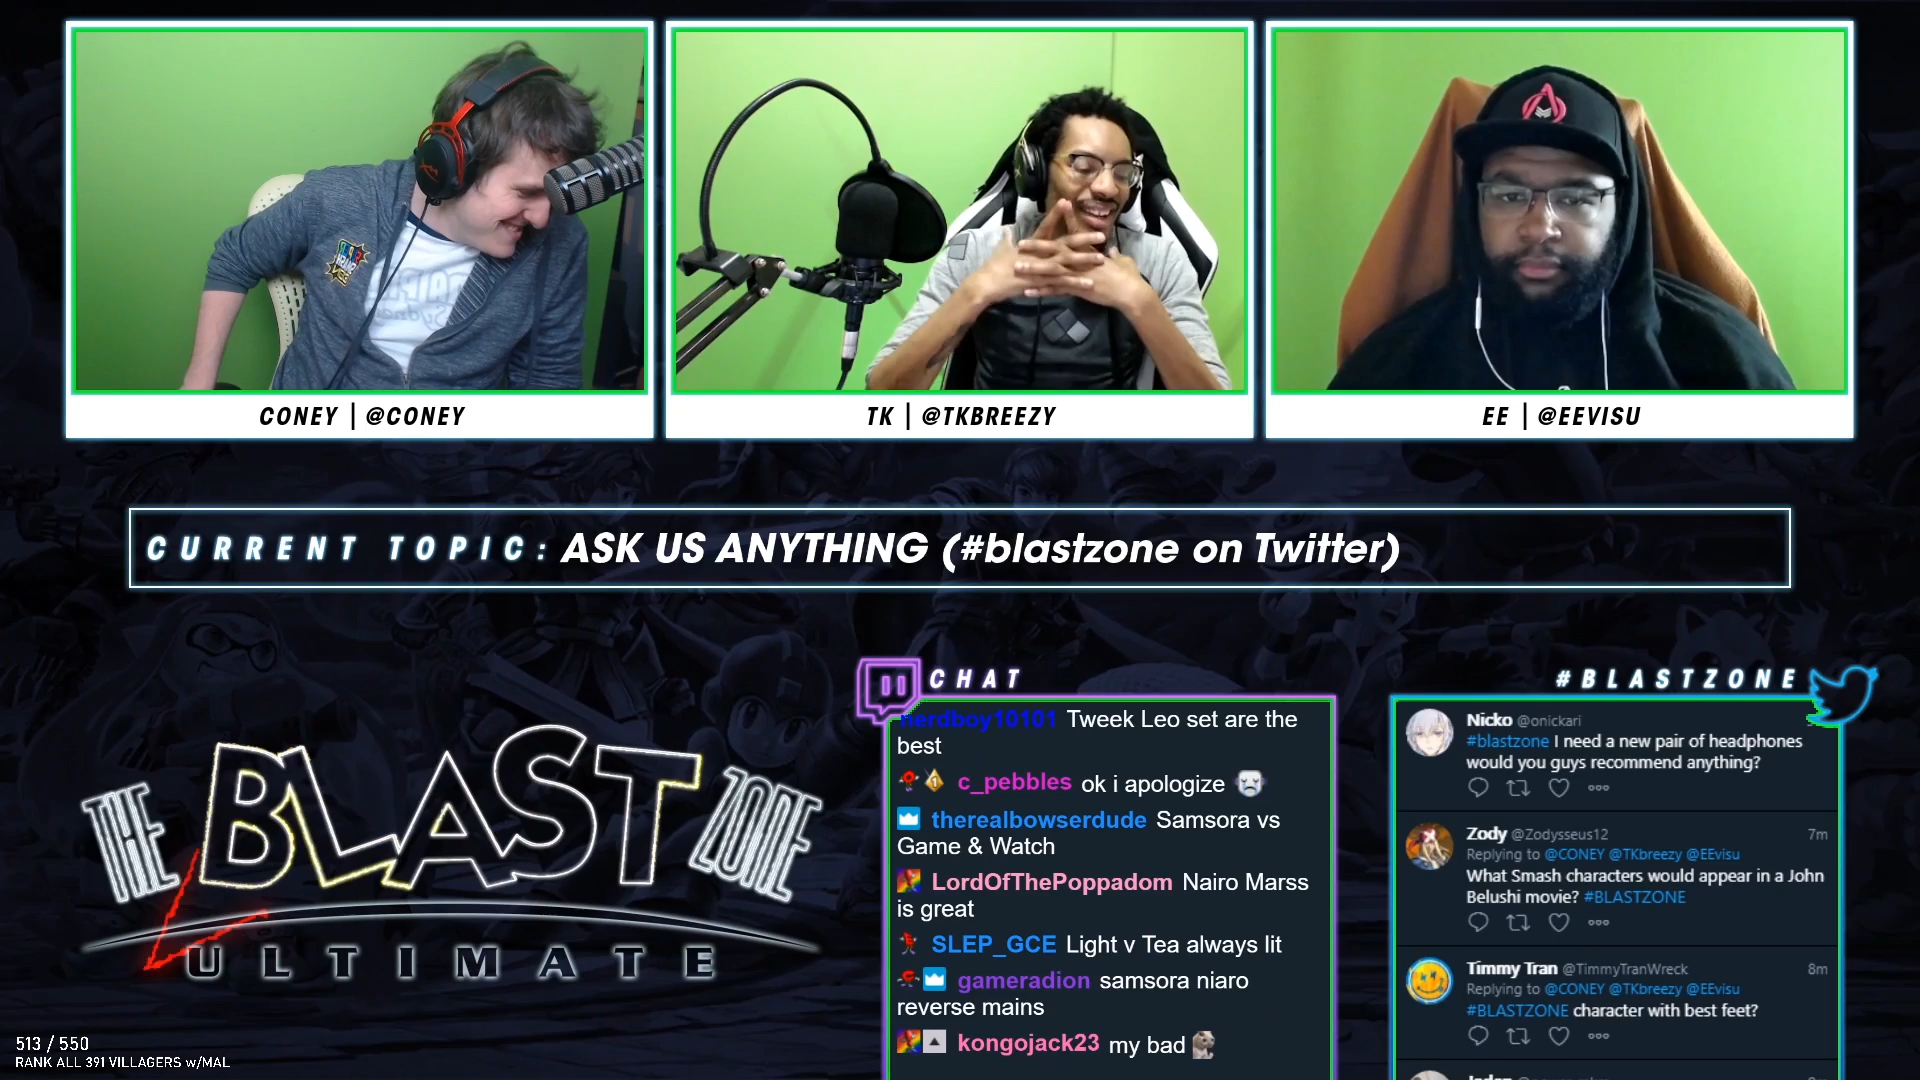 CONEY | @CONEY
TK | @TKBREEZY
EE | @EEVISU
CURRENT TOPIC: ASK US ANYTHING (#blastzone on Twitter)
THE BLAST ZONE
ULTIMATE
513 / 550
RANK ALL 391 VILLAGERS w/MAL
CHAT
nerdboy10101 Tweek Leo set are the
best
c_pebbles ok i apologize
therealbowserdude Samsora vs
Game & Watch
LordOfThePoppadom Nairo Marss
is great
SLEP_GCE Light v Tea always lit
gameradion samsora niaro
reverse mains
kongojack23 my bad
#BLASTZONE
Nicko @onickari
#blastzone I need a new pair of headphones
would you guys recommend anything?
Zody @Zodysseus12 7m
Replying to @CONEY @TKbreezy @EEvisu
What Smash characters would appear in a John
Belushi movie? #BLASTZONE
Timmy Tran @TimmyTranWreck 8m
Replying to @CONEY @TKbreezy @EEvisu
#BLASTZONE character with best feet?